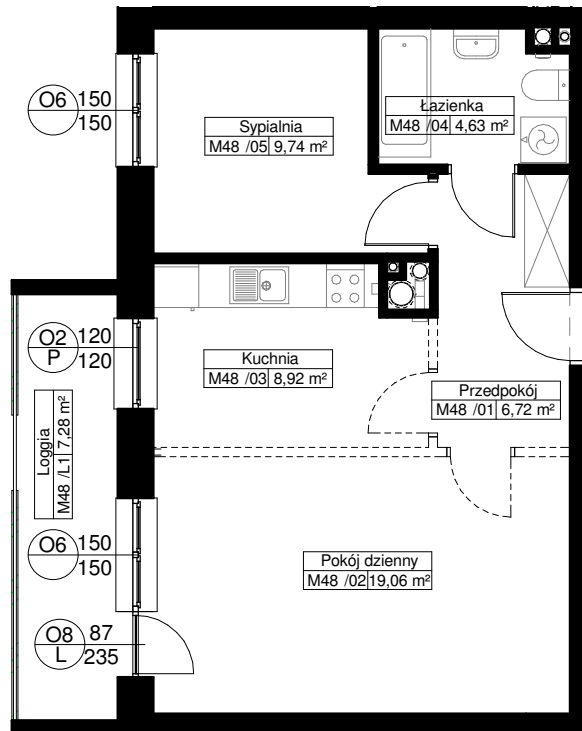 O6 150
150
Sypialnia
M48 /05 9,74 m²
Łazienka
M48 /04 4,63 m²
O2 120
P 120
Kuchnia
M48 /03 8,92 m²
Przedpokój
M48 /01 6,72 m²
Loggia
M48 /L1 7,28 m²
O6 150
150
Pokój dzienny
M48 /02 19,06 m²
O8 87
L 235